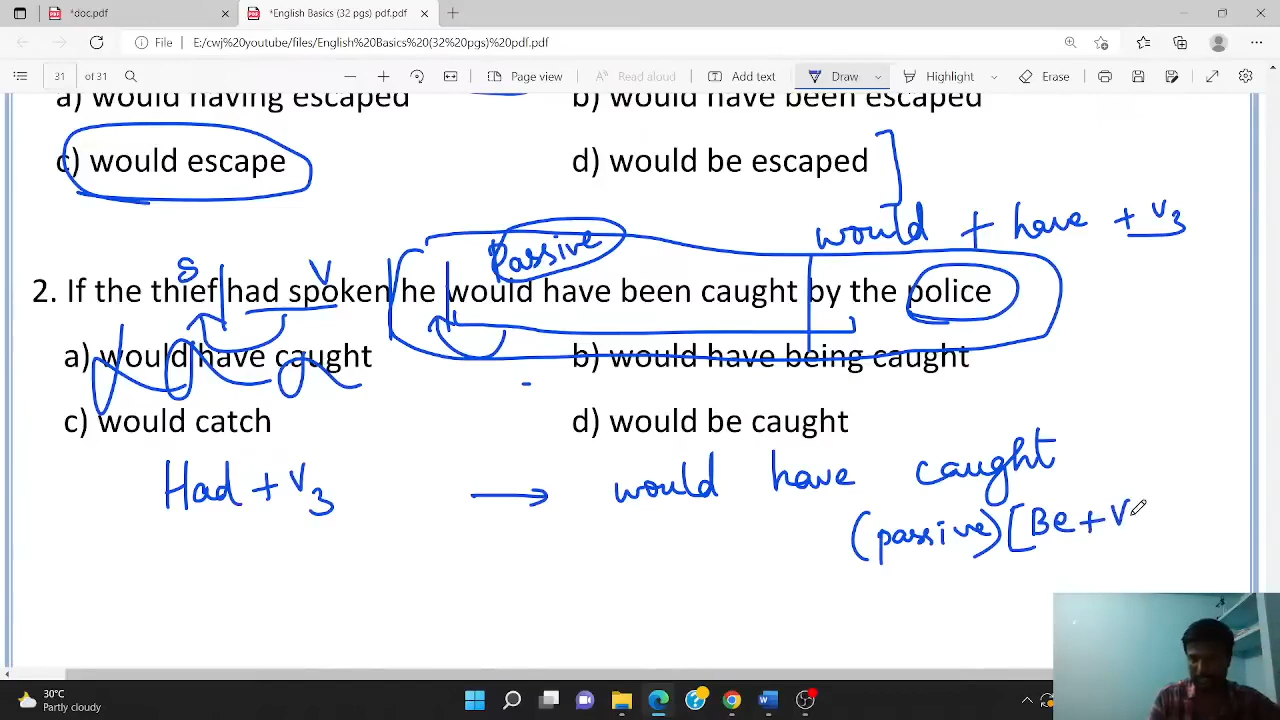 *doc.pdf
*English Basics (32 pgs) pdf.pdf
File E:/cwj%20youtube/files/English%20Basics%20(32%20pgs)%20pdf.pdf
31 of 31 Page view Read aloud Add text Draw Highlight Erase
a) would having escaped b) would have been escaped
c) would escape d) would be escaped
would + have + V3
Passive
S V
2. If the thief had spoken he would have been caught by the police
a) would have caught b) would have being caught
c) would catch d) would be caught
Had + V3 → would have caught
(passive) [Be + V
30°C
Partly cloudy